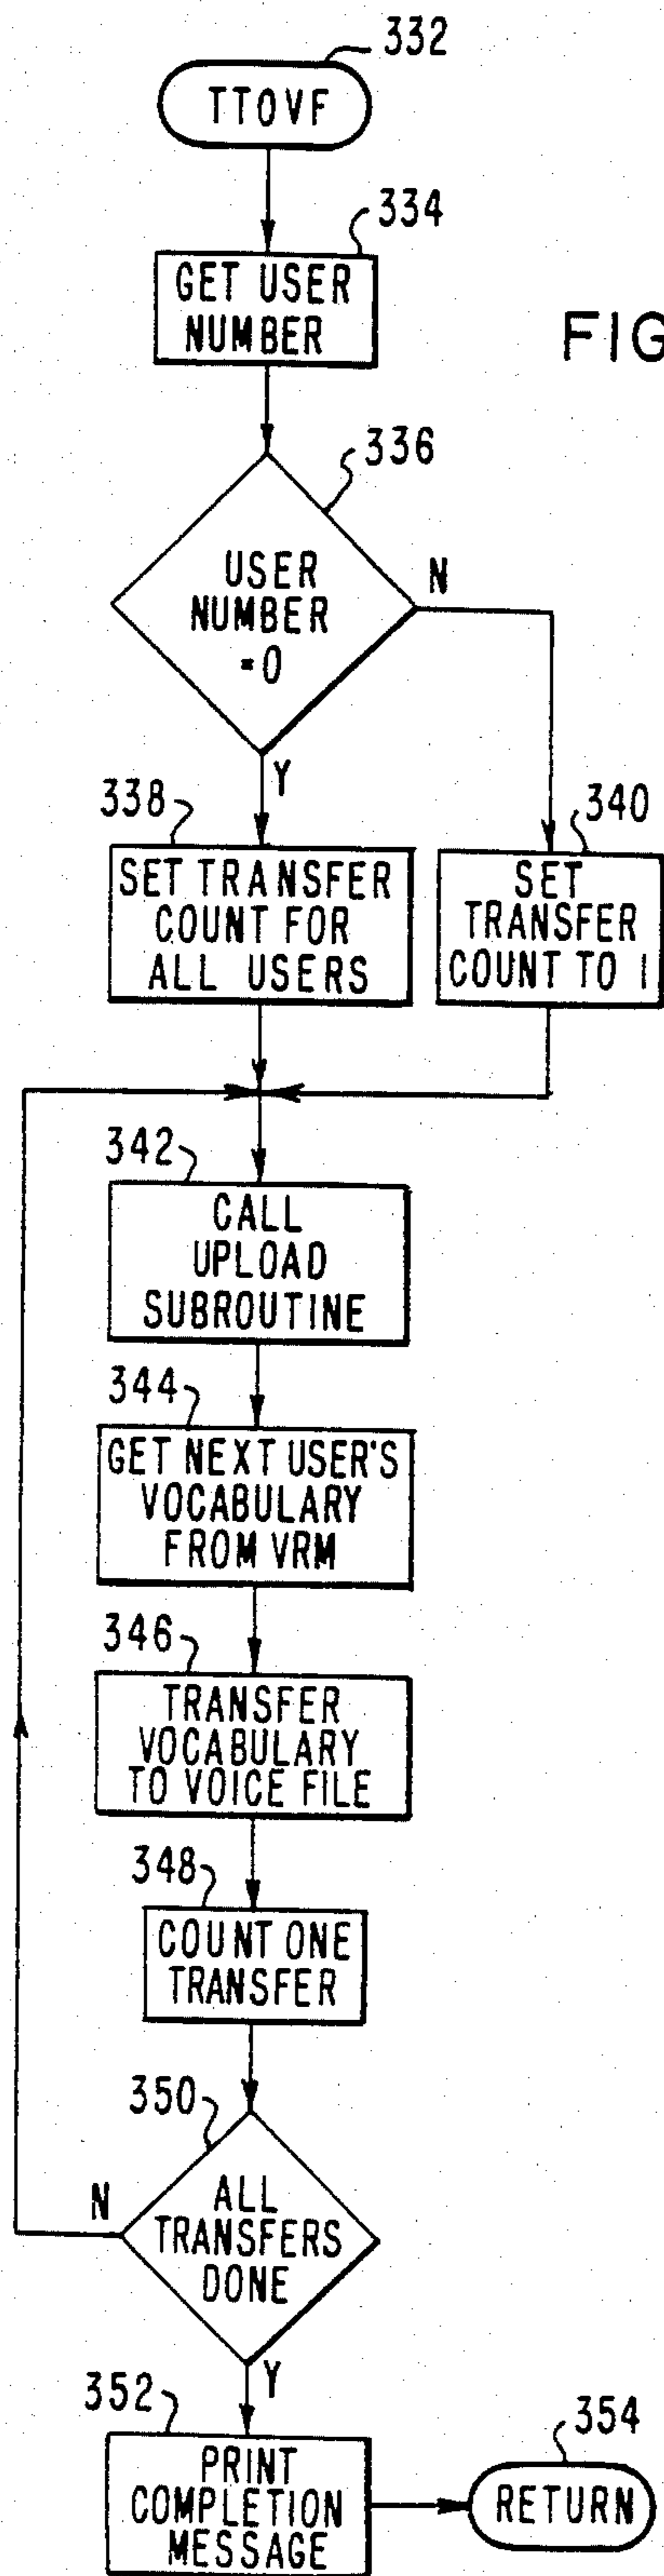 332
TTOVF
334
GET USER
NUMBER
FIG
336
USER
NUMBER
=0
N
Y
338
SET TRANSFER
COUNT FOR
ALL USERS
340
SET
TRANSFER
COUNT TO 1
342
CALL
UPLOAD
SUBROUTINE
344
GET NEXT USER'S
VOCABULARY
FROM VRM
346
TRANSFER
VOCABULARY
TO VOICE FILE
348
COUNT ONE
TRANSFER
350
N
ALL
TRANSFERS
DONE
Y
352
PRINT
COMPLETION
MESSAGE
354
RETURN